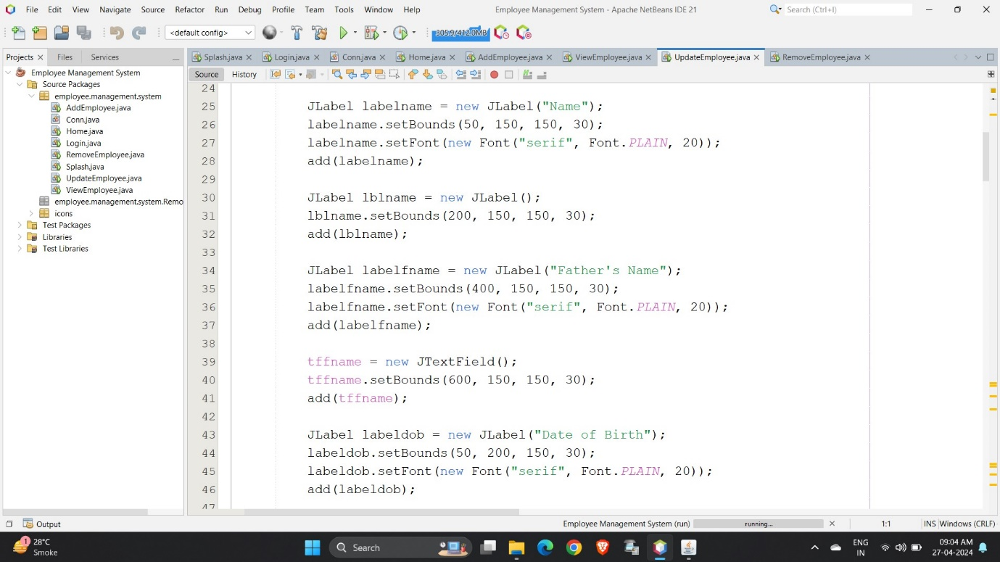 File Edit View Navigate Source Refactor Run Debug Profile Team Tools Window Help Employee Management System - Apache NetBeans IDE 21 Search (Ctrl+I)
<default config> 305.9/412.0MB
Projects Files Services Splash.java Login.java Conn.java Home.java AddEmployee.java ViewEmployee.java UpdateEmployee.java RemoveEmployee.java
Source History
Employee Management System
Source Packages
employee.management.system
AddEmployee.java
Conn.java
Home.java
Login.java
RemoveEmployee.java
Splash.java
UpdateEmployee.java
ViewEmployee.java
employee.management.system.Remo
icons
Test Packages
Libraries
Test Libraries
24
25 JLabel labelname = new JLabel("Name");
26 labelname.setBounds(50, 150, 150, 30);
27 labelname.setFont(new Font("serif", Font.PLAIN, 20));
28 add(labelname);
29
30 JLabel lblname = new JLabel();
31 lblname.setBounds(200, 150, 150, 30);
32 add(lblname);
33
34 JLabel labelfname = new JLabel("Father's Name");
35 labelfname.setBounds(400, 150, 150, 30);
36 labelfname.setFont(new Font("serif", Font.PLAIN, 20));
37 add(labelfname);
38
39 tffname = new JTextField();
40 tffname.setBounds(600, 150, 150, 30);
41 add(tffname);
42
43 JLabel labeldob = new JLabel("Date of Birth");
44 labeldob.setBounds(50, 200, 150, 30);
45 labeldob.setFont(new Font("serif", Font.PLAIN, 20));
46 add(labeldob);
47
Output Employee Management System (run) running... 1:1 INS Windows (CRLF)
1 28°C
Smoke
Search
ENG
IN
09:04 AM
27-04-2024